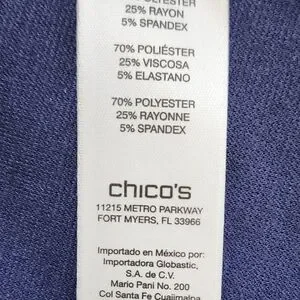 POLYESTER
25% RAYON
5% SPANDEX
70% POLIÉSTER
25% VISCOSA
5% ELASTANO
70% POLYESTER
25% RAYONNE
5% SPANDEX
chico's
11215 METRO PARKWAY
FORT MYERS, FL 33966
Importado en México por:
Importadora Globastic,
S.A. de C.V.
Mario Pani No. 200
Col Santa Fe Cuajimalpa